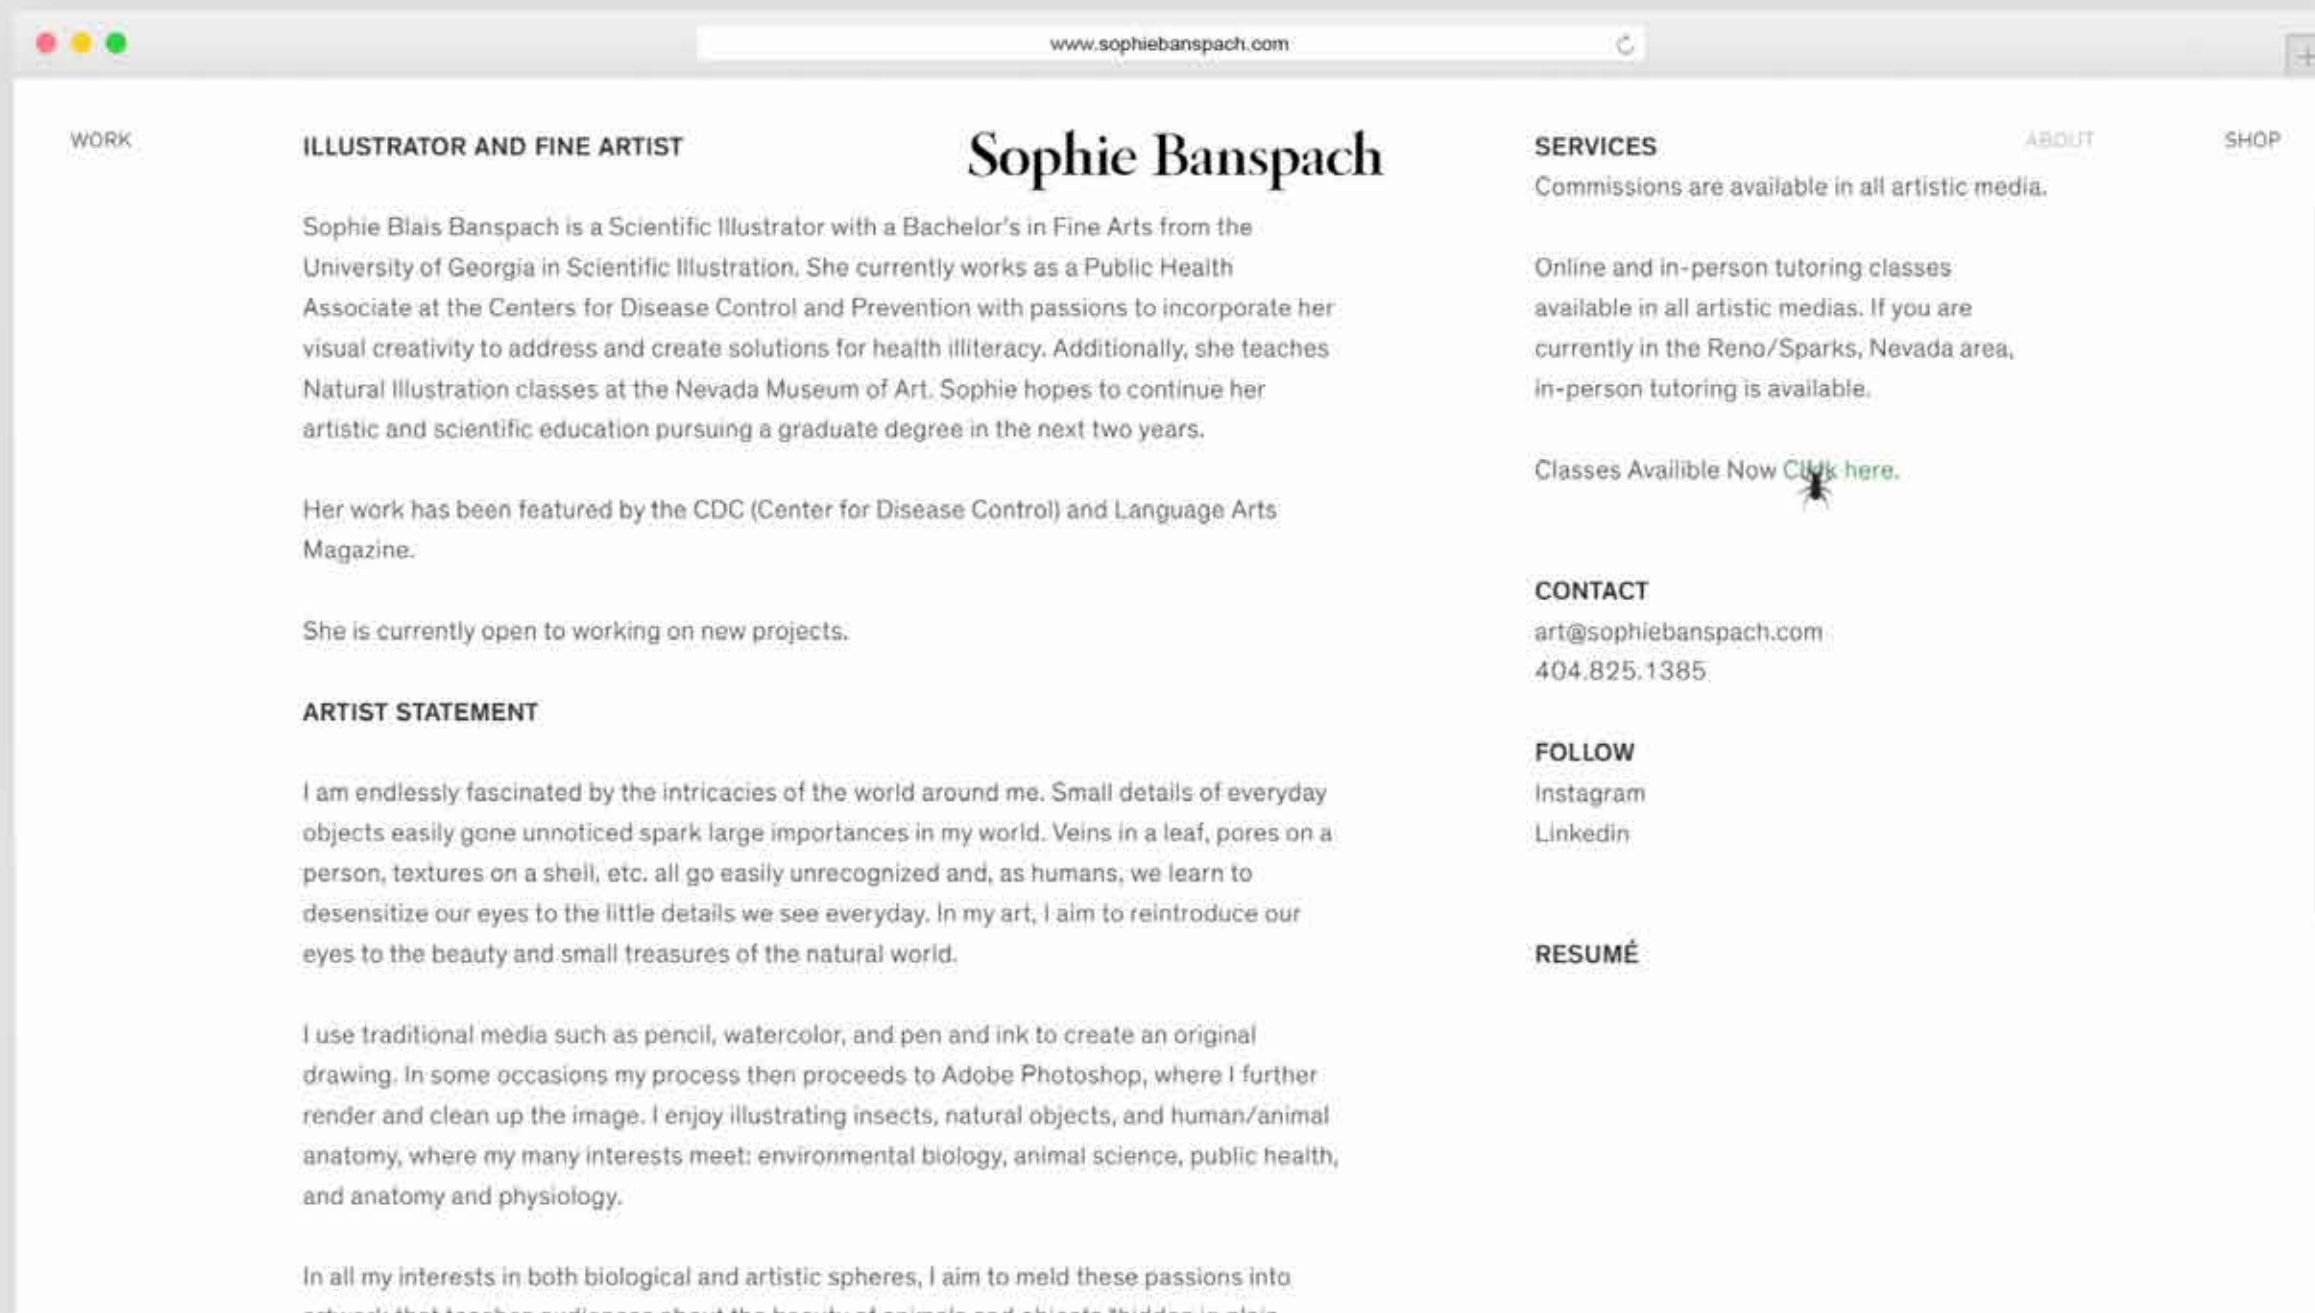 www.sophiebanspach.com
WORK
Sophie Banspach
ABOUT
SHOP
ILLUSTRATOR AND FINE ARTIST
Sophie Blais Banspach is a Scientific Illustrator with a Bachelor's in Fine Arts from the
University of Georgia in Scientific Illustration. She currently works as a Public Health
Associate at the Centers for Disease Control and Prevention with passions to incorporate her
visual creativity to address and create solutions for health illiteracy. Additionally, she teaches
Natural Illustration classes at the Nevada Museum of Art. Sophie hopes to continue her
artistic and scientific education pursuing a graduate degree in the next two years.
Her work has been featured by the CDC (Center for Disease Control) and Language Arts
Magazine.
She is currently open to working on new projects.
ARTIST STATEMENT
I am endlessly fascinated by the intricacies of the world around me. Small details of everyday
objects easily gone unnoticed spark large importances in my world. Veins in a leaf, pores on a
person, textures on a shell, etc. all go easily unrecognized and, as humans, we learn to
desensitize our eyes to the little details we see everyday. In my art, I aim to reintroduce our
eyes to the beauty and small treasures of the natural world.
I use traditional media such as pencil, watercolor, and pen and ink to create an original
drawing. In some occasions my process then proceeds to Adobe Photoshop, where I further
render and clean up the image. I enjoy illustrating insects, natural objects, and human/animal
anatomy, where my many interests meet: environmental biology, animal science, public health,
and anatomy and physiology.
In all my interests in both biological and artistic spheres, I aim to meld these passions into
SERVICES
Commissions are available in all artistic media.
Online and in-person tutoring classes
available in all artistic medias. If you are
currently in the Reno/Sparks, Nevada area,
in-person tutoring is available.
Classes Availible Now Click here.
CONTACT
art@sophiebanspach.com
404.825.1385
FOLLOW
Instagram
Linkedin
RESUMÉ